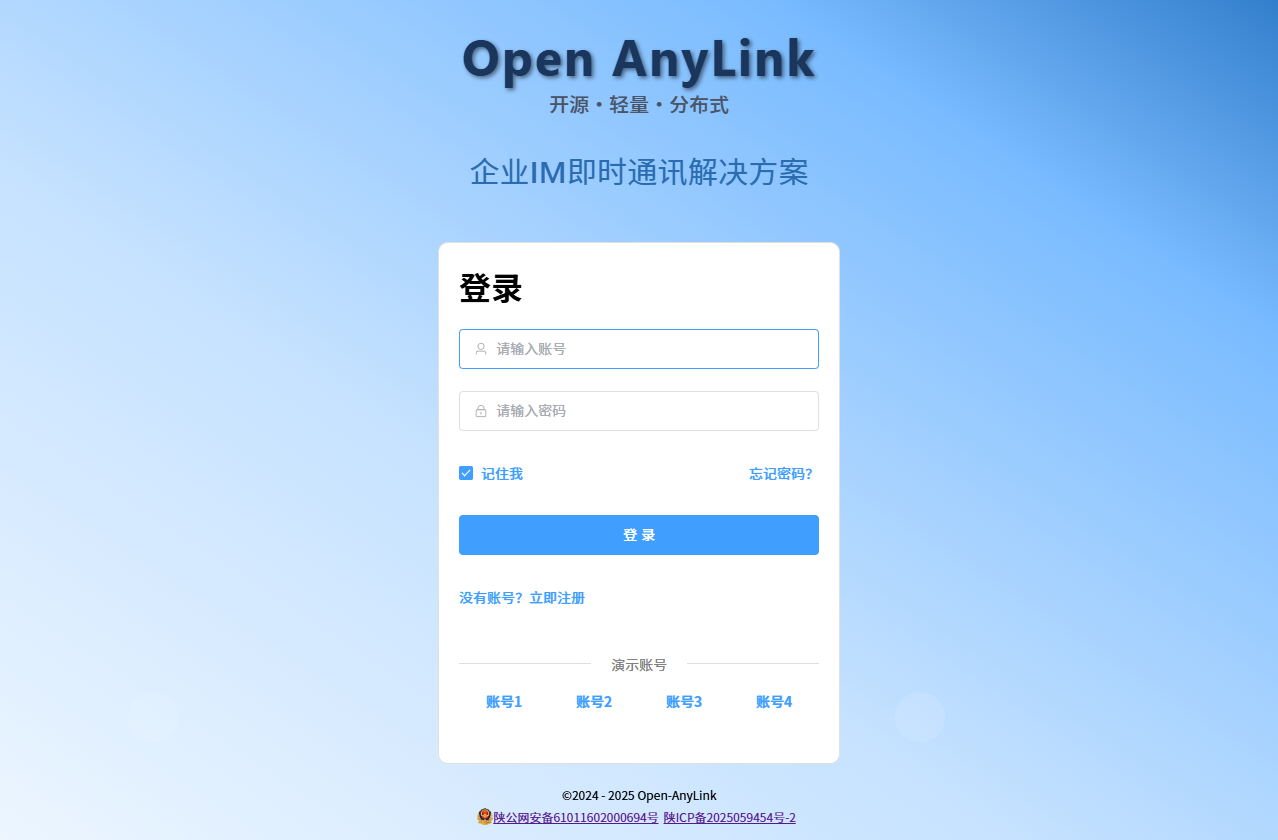 Open AnyLink
开源·轻量·分布式
企业IM即时通讯解决方案
登录
请输入账号
请输入密码
记住我 忘记密码？
登 录
没有账号？立即注册
演示账号
账号1 账号2 账号3 账号4
©2024 - 2025 Open-AnyLink
陕公网安备61011602000694号 陕ICP备2025059454号-2